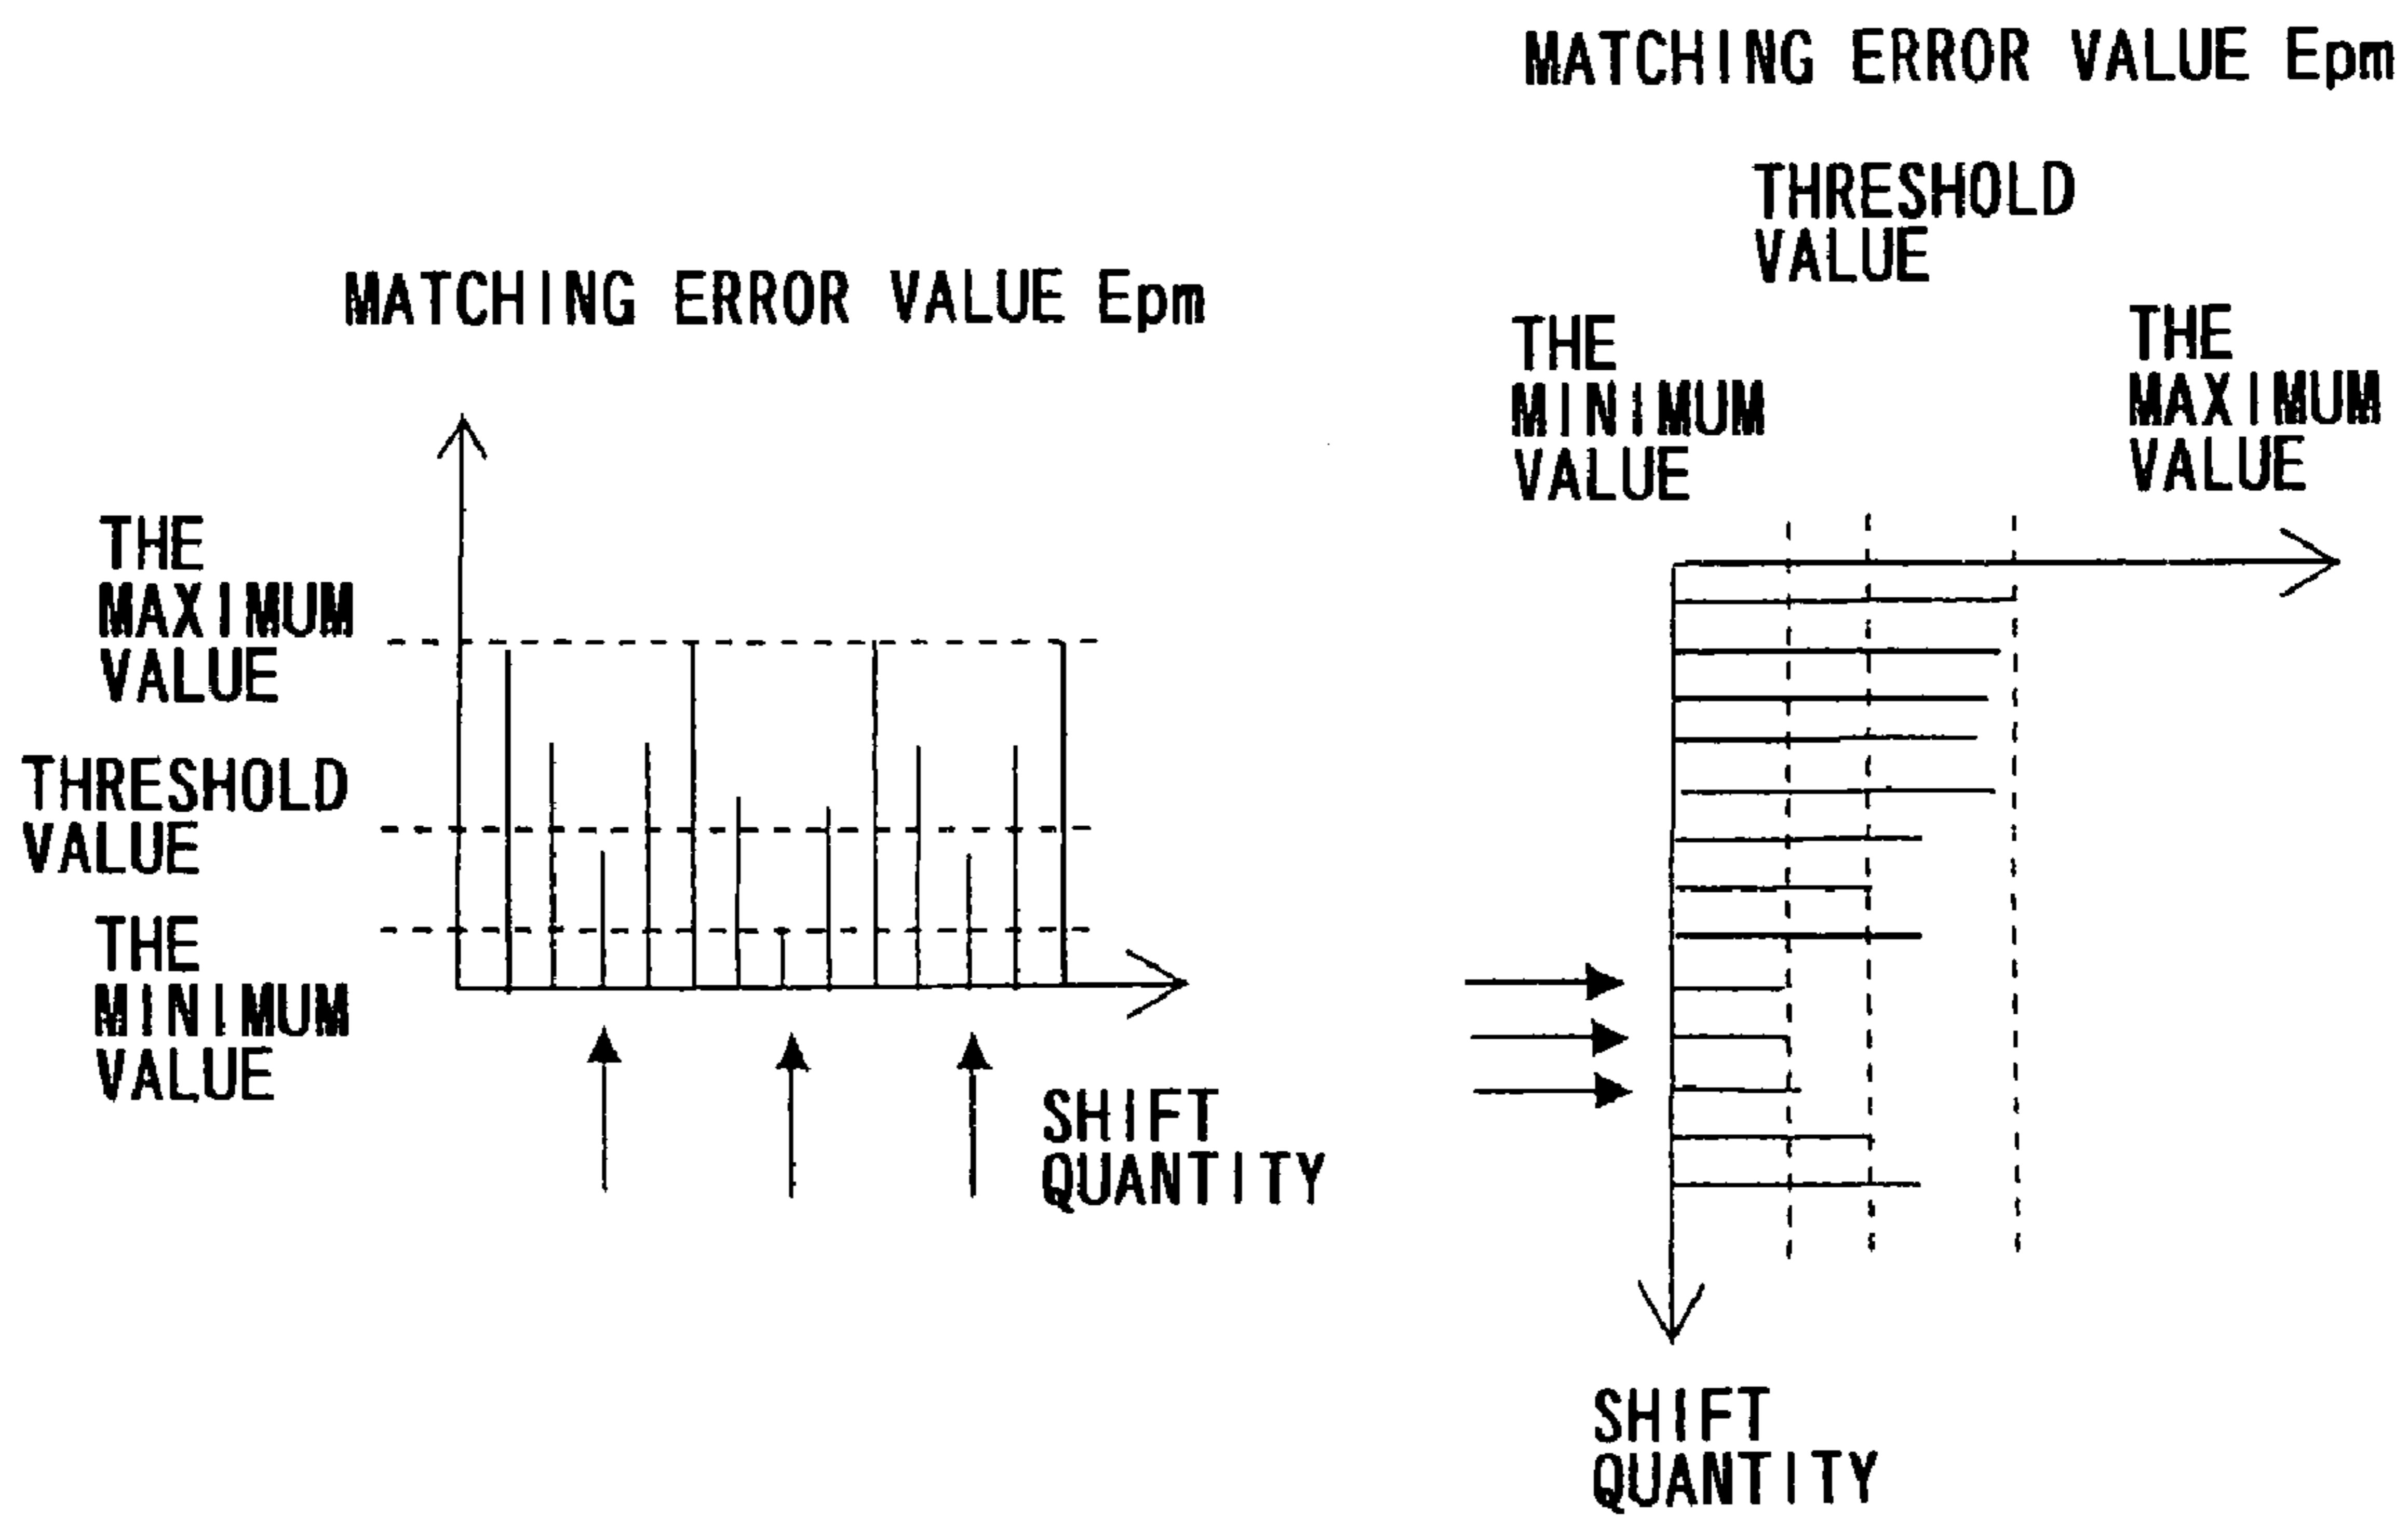 MATCHING ERROR VALUE Epm
THE
MAXIMUM
VALUE
THRESHOLD
VALUE
THE
MINIMUM
VALUE
SHIFT
QUANTITY
MATCHING ERROR VALUE Epm
THRESHOLD
VALUE
THE
MINIMUM
VALUE
THE
MAXIMUM
VALUE
SHIFT
QUANTITY